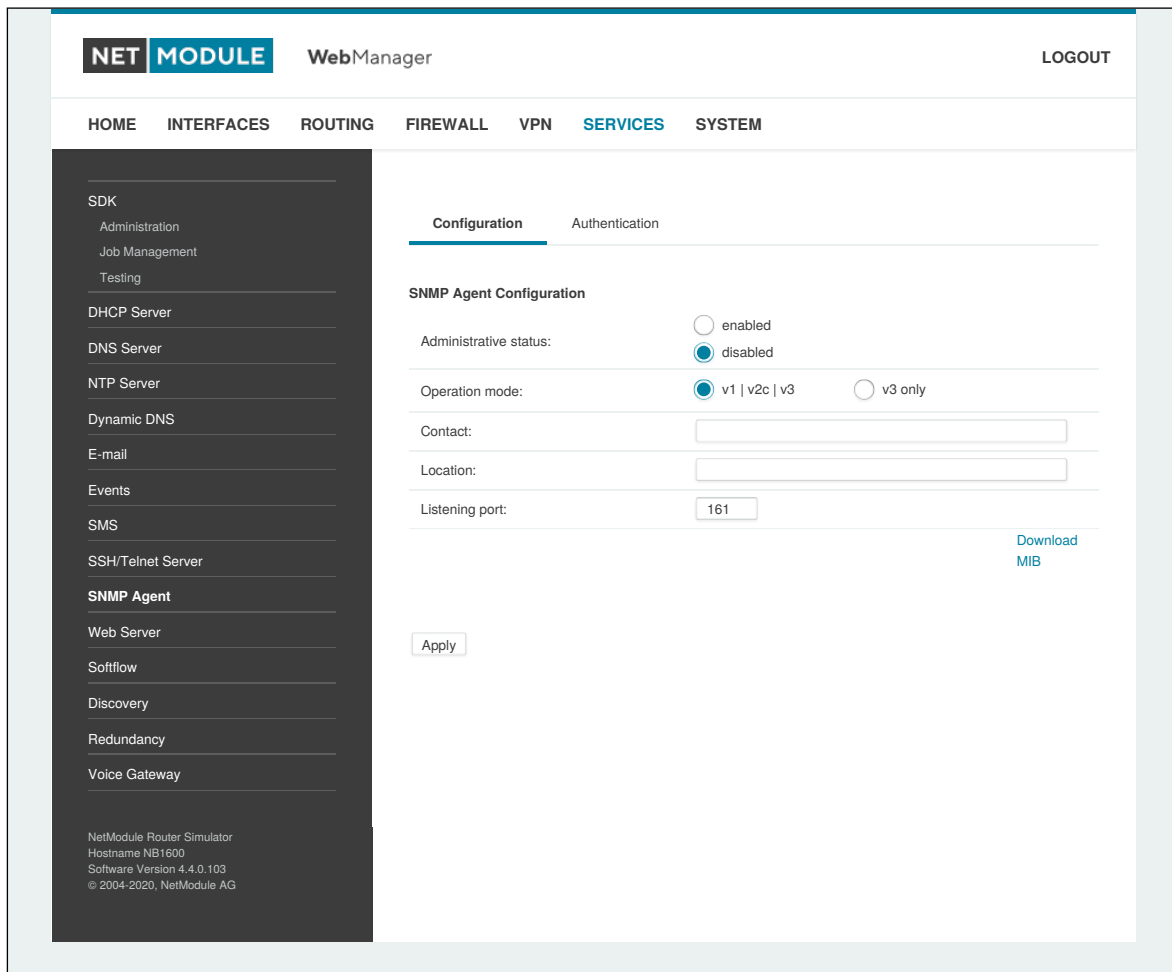 NET MODULE WebManager LOGOUT
HOME INTERFACES ROUTING FIREWALL VPN SERVICES SYSTEM
SDK
Administration
Job Management
Testing
DHCP Server
DNS Server
NTP Server
Dynamic DNS
E-mail
Events
SMS
SSH/Telnet Server
SNMP Agent
Web Server
Softflow
Discovery
Redundancy
Voice Gateway
NetModule Router Simulator
Hostname NB1600
Software Version 4.4.0.103
© 2004-2020, NetModule AG
Configuration Authentication
SNMP Agent Configuration
Administrative status:
enabled
disabled
Operation mode: v1 | v2c | v3 v3 only
Contact:
Location:
Listening port: 161
Download
MIB
Apply